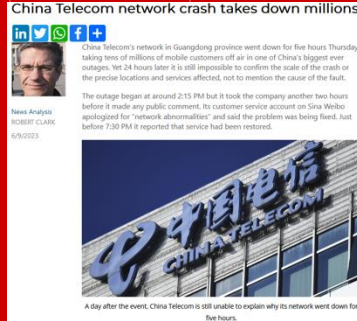 China Telecom network crash takes down millions
China Telecom's network in Guangdong province went down for five hours Thursday,
taking tens of millions of mobile customers off air in one of China's biggest ever
outages. Yet 24 hours later it is still impossible to confirm the scale of the crash or
the precise locations and services affected, not to mention the cause of the fault.
The outage began at around 2:15 PM but it took the company another two hours
before it made any public comment. Its customer service account on Sina Weibo
apologized for "network abnormalities" and said the problem was being fixed. Just
before 7:30 PM it reported that service had been restored.
News Analysis
ROBERT CLARK
6/9/2023
中国电信
CHINA TELECOM
A day after the event, China Telecom is still unable to explain why its network went down for
five hours.